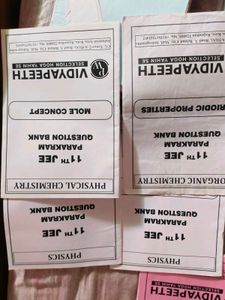 VIDYAPEETH
SELECTION HOGA YAHIN SE
MOLE CONCEPT
11TH JEE
PARAKRAM
QUESTION BANK
PHYSICAL CHEMISTRY
VIDYAPEETH
SELECTION HOGA YAHIN SE
RIODIC PROPERTIES
11TH JEE
PARAKRAM
QUESTION BANK
ORGANIC CHEMISTRY
11TH JEE
PARAKRAM
QUESTION BANK
PHYSICS
11TH JEE
PARAKRAM
QUESTION BANK
PHYSICS
VIDYAPEETH